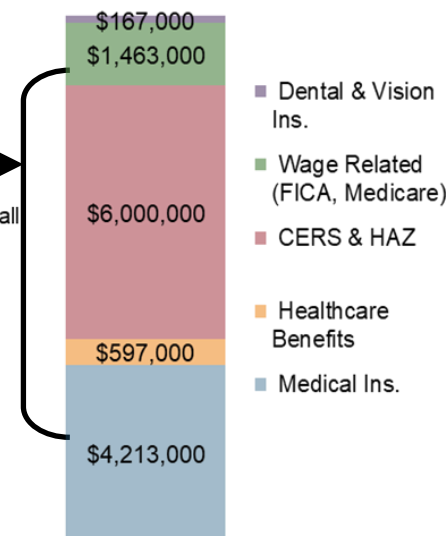 $167,000
$1,463,000
$6,000,000
$597,000
$4,213,000
all
Dental & Vision
Ins.
Wage Related
(FICA, Medicare)
CERS & HAZ
Healthcare
Benefits
Medical Ins.